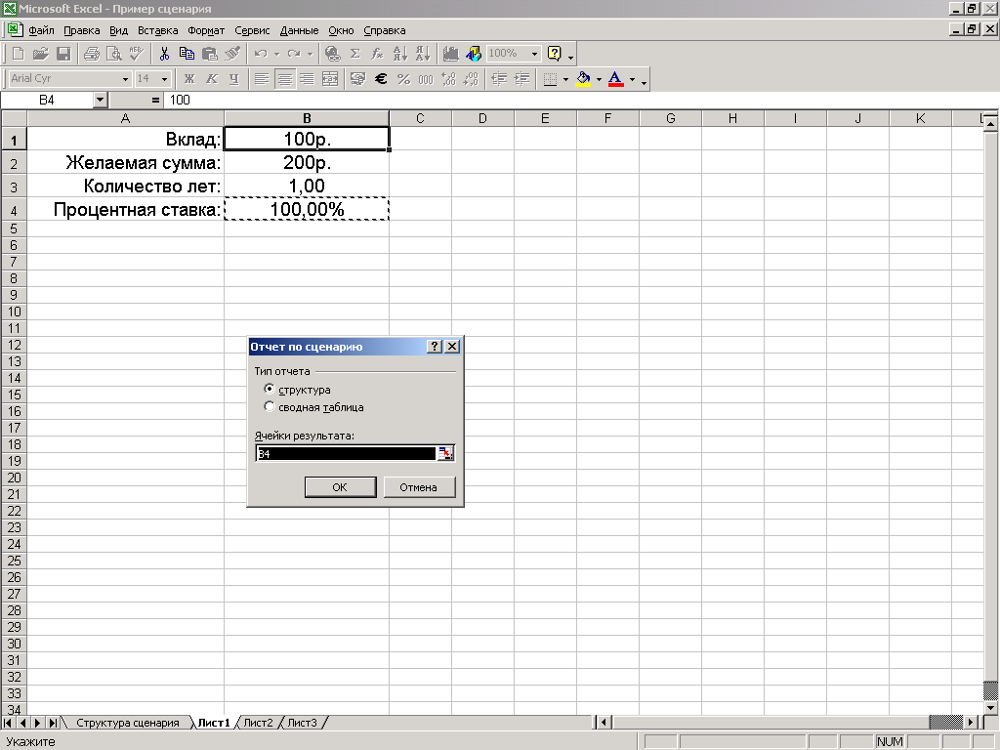 Microsoft Excel - Пример сценария
Файл Правка Вид Вставка Формат Сервис Данные Окно Справка
100%
Arial Cyr 14 Ж К Ч € % 000
B4 = 100
A B C D E F G H I J K L
1 Вклад: 100р.
2 Желаемая сумма: 200р.
3 Количество лет: 1,00
4 Процентная ставка: 100,00%
5
6
7
8
9
10
11
12
13
14
15
16
17
18
19
20
21
22
23
24
25
26
27
28
29
30
31
32
33
34
Отчет по сценарию
Тип отчета
структура
сводная таблица
Ячейки результата:
B4
ОК Отмена
Структура сценария Лист1 Лист2 Лист3
Укажите NUM